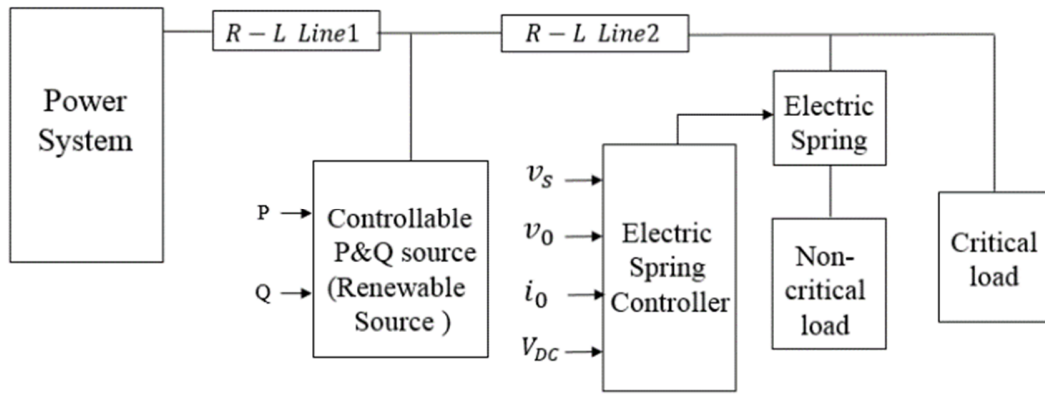 Power
System
R − L Line1
R − L Line2
P
Q
Controllable
P&Q source
(Renewable
Source )
v_S
v_0
i_0
V_DC
Electric
Spring
Controller
Electric
Spring
Non-
critical
load
Critical
load